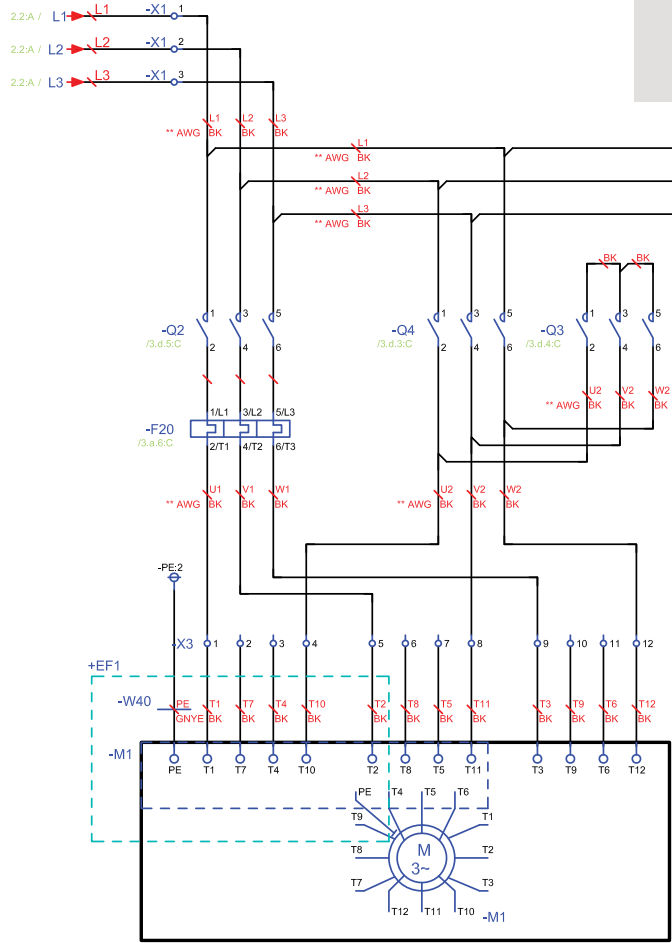 2.2:A / L1 L1 -X1 1
2.2:A / L2 L2 -X1 2
2.2:A / L3 L3 -X1 3
L1 L2 L3
** AWG BK BK BK
L1
** AWG BK
L2
** AWG BK
L3
** AWG BK
BK BK
-Q2 1 3 5
/3.d.5:C 2 4 6
-Q4 1 3 5
/3.d.3:C 2 4 6
-Q3 1 3 5
/3.d.4:C 2 4 6
U2 V2 W2
** AWG BK BK BK
1/L1 3/L2 5/L3
-F20
/3.a.6:C
2/T1 4/T2 6/T3
U1 V1 W1
** AWG BK BK BK
U2 V2 W2
** AWG BK BK BK
-PE:2
-X3 1 2 3 4 5 6 7 8 9 10 11 12
+EF1
-W40
PE T1 T7 T4 T10 T2 T8 T5 T11 T3 T9 T6 T12
GNYE BK BK BK BK BK BK BK BK BK BK BK BK
-M1
PE T1 T7 T4 T10 T2 T8 T5 T11 T3 T9 T6 T12
PE T4 T5 T6
T9 T1
T8 M T2
3~
T7 T3
T12 T11 T10 -M1